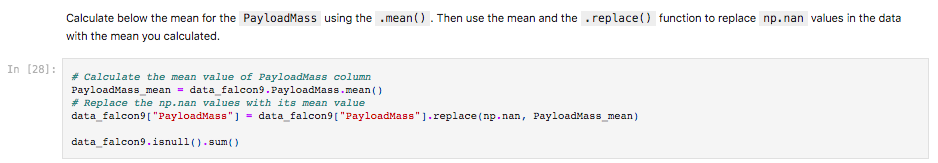 Calculate below the mean for the PayloadMass using the .mean() . Then use the mean and the .replace() function to replace np.nan values in the data
with the mean you calculated.
In [28]:
# Calculate the mean value of PayloadMass column
PayloadMass_mean = data_falcon9.PayloadMass.mean()
# Replace the np.nan values with its mean value
data_falcon9["PayloadMass"] = data_falcon9["PayloadMass"].replace(np.nan, PayloadMass_mean)
data_falcon9.isnull().sum()